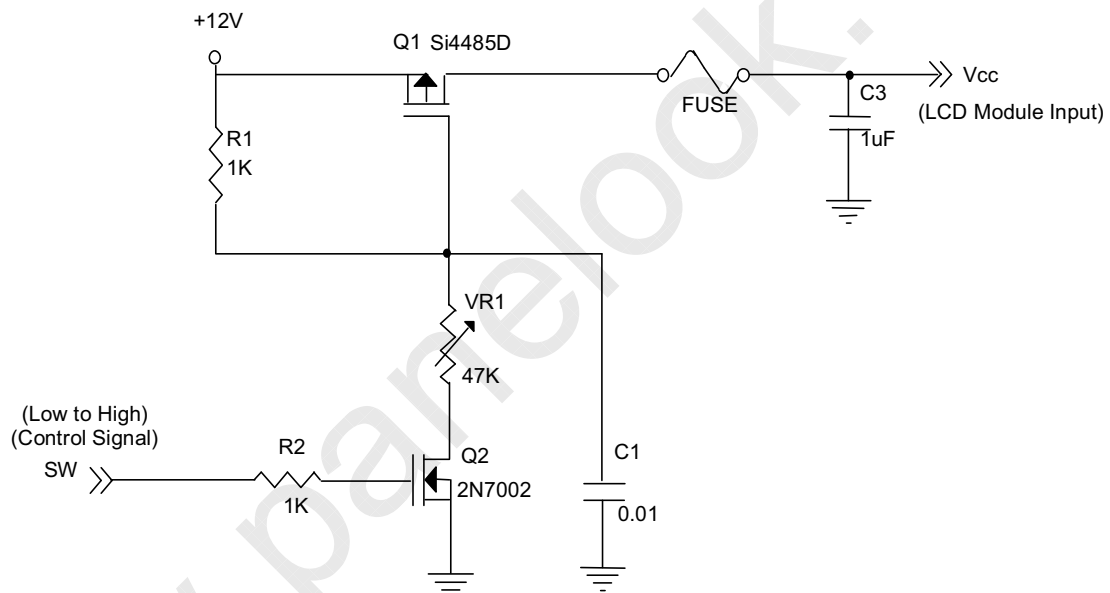 +12V
Q1 Si4485D
FUSE
Vcc
(LCD Module Input)
C3
1uF
R1
1K
VR1
47K
(Low to High)
(Control Signal)
SW
R2
1K
Q2
2N7002
C1
0.01
panelook.